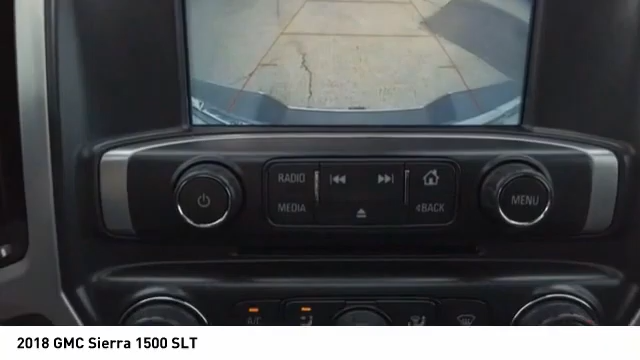 RADIO
MEDIA
BACK
MENU
A/C
2018 GMC Sierra 1500 SLT